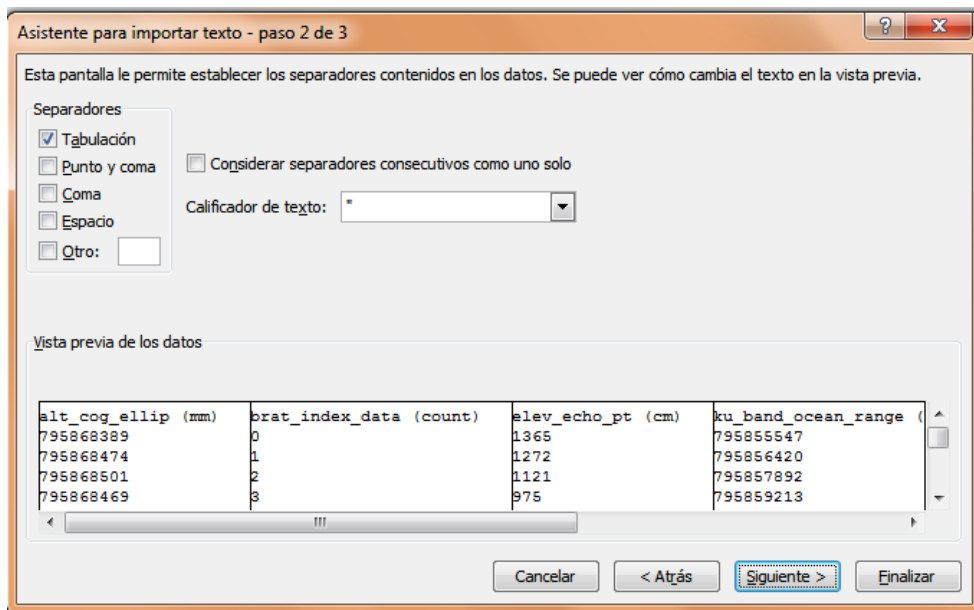 Asistente para importar texto - paso 2 de 3
Esta pantalla le permite establecer los separadores contenidos en los datos. Se puede ver cómo cambia el texto en la vista previa.
Separadores
Tabulación
Punto y coma
Coma
Espacio
Otro:
Considerar separadores consecutivos como uno solo
Calificador de texto: "
Vista previa de los datos
alt_cog_ellip (mm) brat_index_data (count) elev_echo_pt (cm) ku_band_ocean_range (
795868389 0 1365 795855547
795868474 1 1272 795856420
795868501 2 1121 795857892
795868469 3 975 795859213
Cancelar < Atrás Siguiente > Finalizar